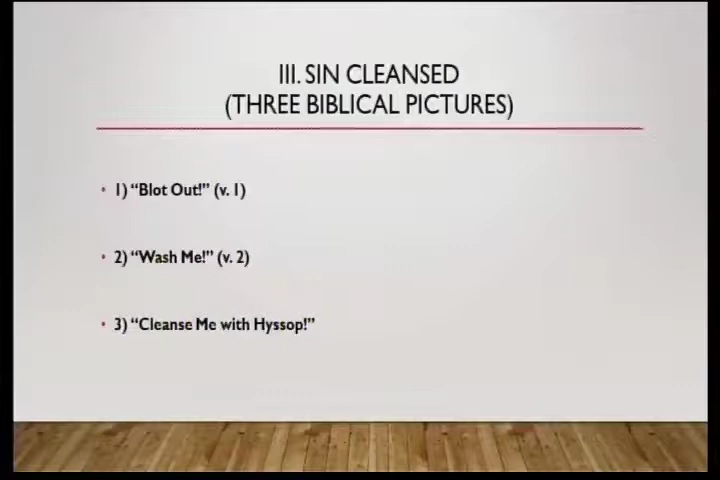 III. SIN CLEANSED
(THREE BIBLICAL PICTURES)
• 1) “Blot Out!” (v. 1)
• 2) “Wash Me!” (v. 2)
• 3) “Cleanse Me with Hyssop!”